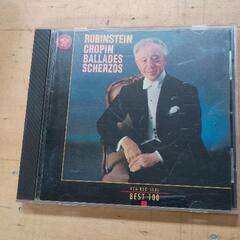 RUBINSTEIN
CHOPIN
BALLADES
SCHERZOS
BEST 100